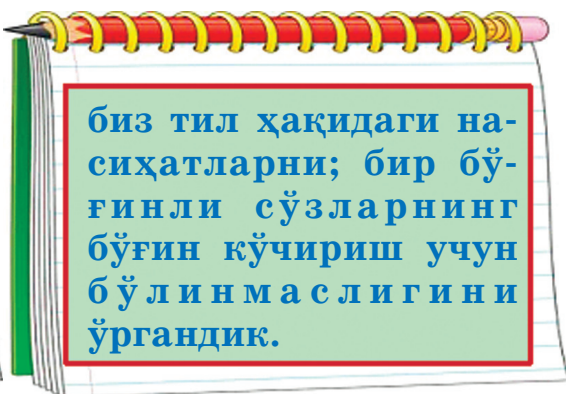 биз тил ҳақидаги на-
сиҳатларни; бир бў-
ғинли сўзларнинг
бўғин кўчириш учун
бўлинмаслигини
ўргандик.